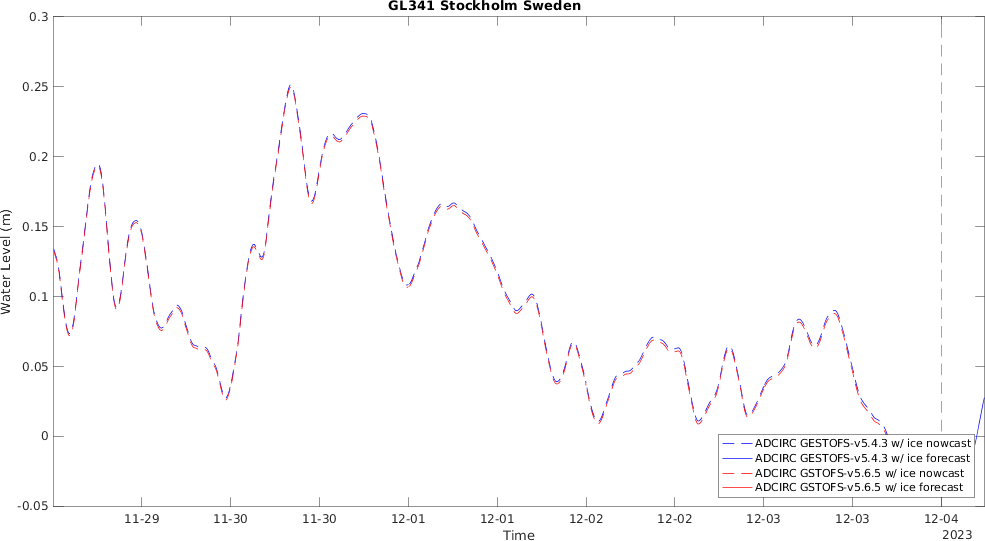 GL341 Stockholm Sweden
0.3
0.25
0.2
0.15
0.1
0.05
0
-0.05
Water Level (m)
ADCIRC GESTOFS-v5.4.3 w/ ice nowcast
ADCIRC GESTOFS-v5.4.3 w/ ice forecast
ADCIRC GSTOFS-v5.6.5 w/ ice nowcast
ADCIRC GSTOFS-v5.6.5 w/ ice forecast
11-29 11-30 11-30 12-01 12-01 12-02 12-02 12-03 12-03 12-04
Time
2023